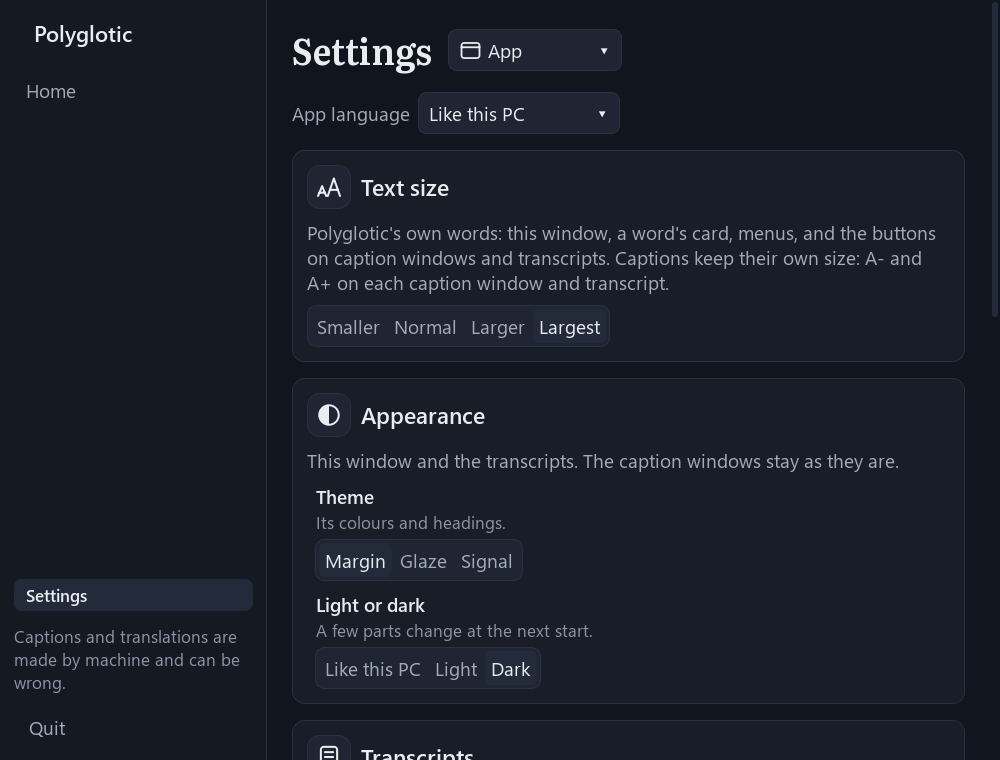 Polyglotic
Home
Settings
Captions and translations are
made by machine and can be
wrong.
Quit
Settings
App
App language
Like this PC
Text size
Polyglotic's own words: this window, a word's card, menus, and the buttons
on caption windows and transcripts. Captions keep their own size: A- and
A+ on each caption window and transcript.
Smaller Normal Larger Largest
Appearance
This window and the transcripts. The caption windows stay as they are.
Theme
Its colours and headings.
Margin Glaze Signal
Light or dark
A few parts change at the next start.
Like this PC Light Dark
Transcripts